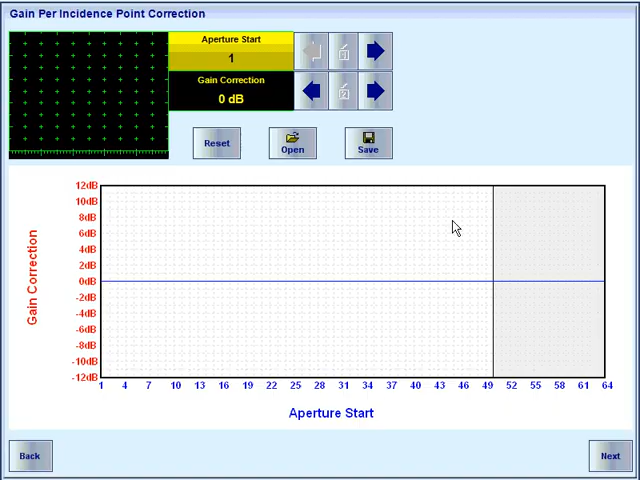 Gain Per Incidence Point Correction
Aperture Start
1
Gain Correction
0 dB
Reset
Open
Save
12dB
10dB
8dB
6dB
4dB
2dB
0dB
-2dB
-4dB
-6dB
-8dB
-10dB
-12dB
Gain Correction
1 4 7 10 13 16 19 22 25 28 31 34 37 40 43 46 49 52 55 58 61 64
Aperture Start
Back
Next